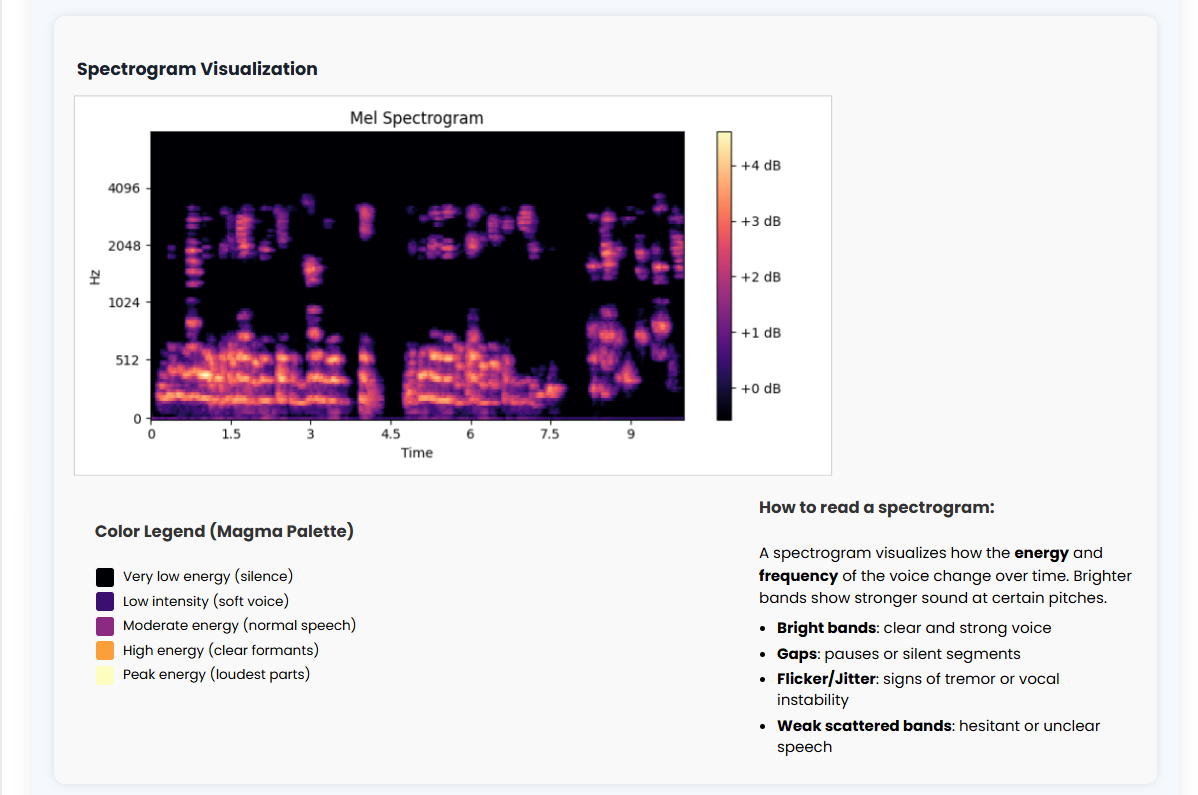 Spectrogram Visualization
Mel Spectrogram
4096
2048
1024
512
0
Hz
0
1.5
3
4.5
6
7.5
9
Time
+4 dB
+3 dB
+2 dB
+1 dB
+0 dB
Color Legend (Magma Palette)
Very low energy (silence)
Low intensity (soft voice)
Moderate energy (normal speech)
High energy (clear formants)
Peak energy (loudest parts)
How to read a spectrogram:
A spectrogram visualizes how the energy and
frequency of the voice change over time. Brighter
bands show stronger sound at certain pitches.
• Bright bands: clear and strong voice
• Gaps: pauses or silent segments
• Flicker/Jitter: signs of tremor or vocal
instability
• Weak scattered bands: hesitant or unclear
speech